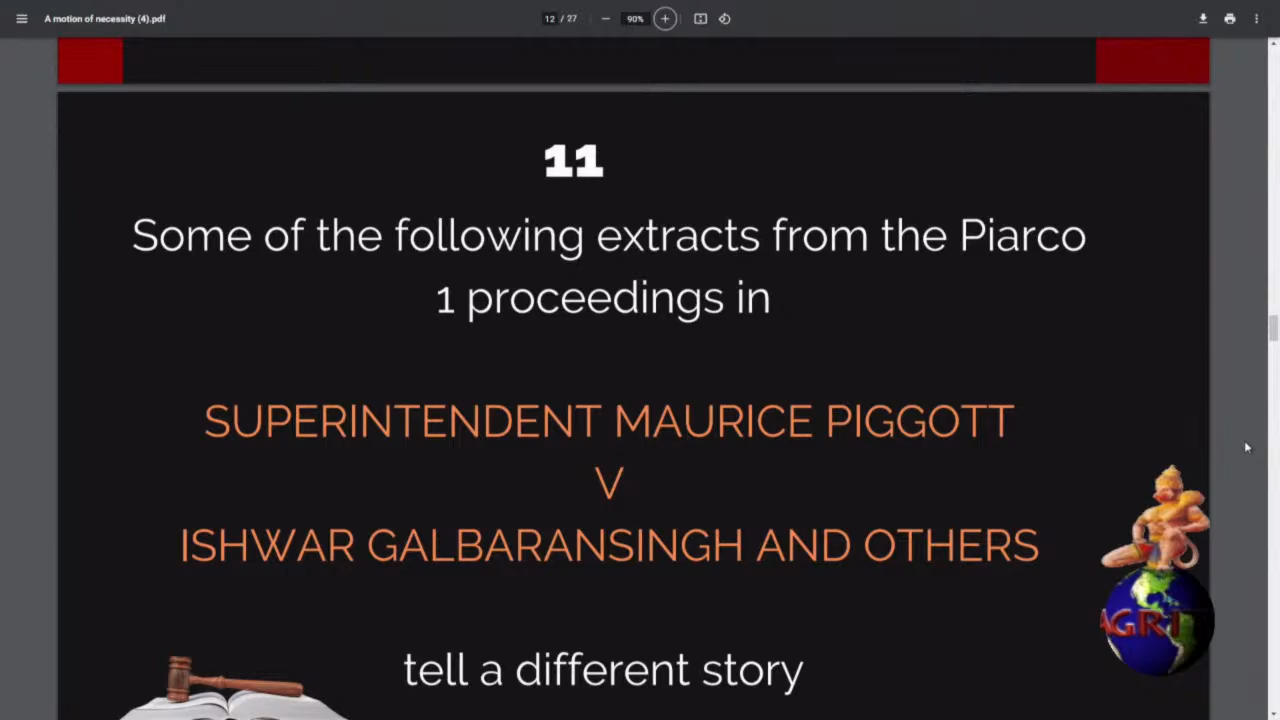 A motion of necessity (4).pdf
12 / 27
90%
11
Some of the following extracts from the Piarco
1 proceedings in
SUPERINTENDENT MAURICE PIGGOTT
V
ISHWAR GALBARANSINGH AND OTHERS
tell a different story
AGRI